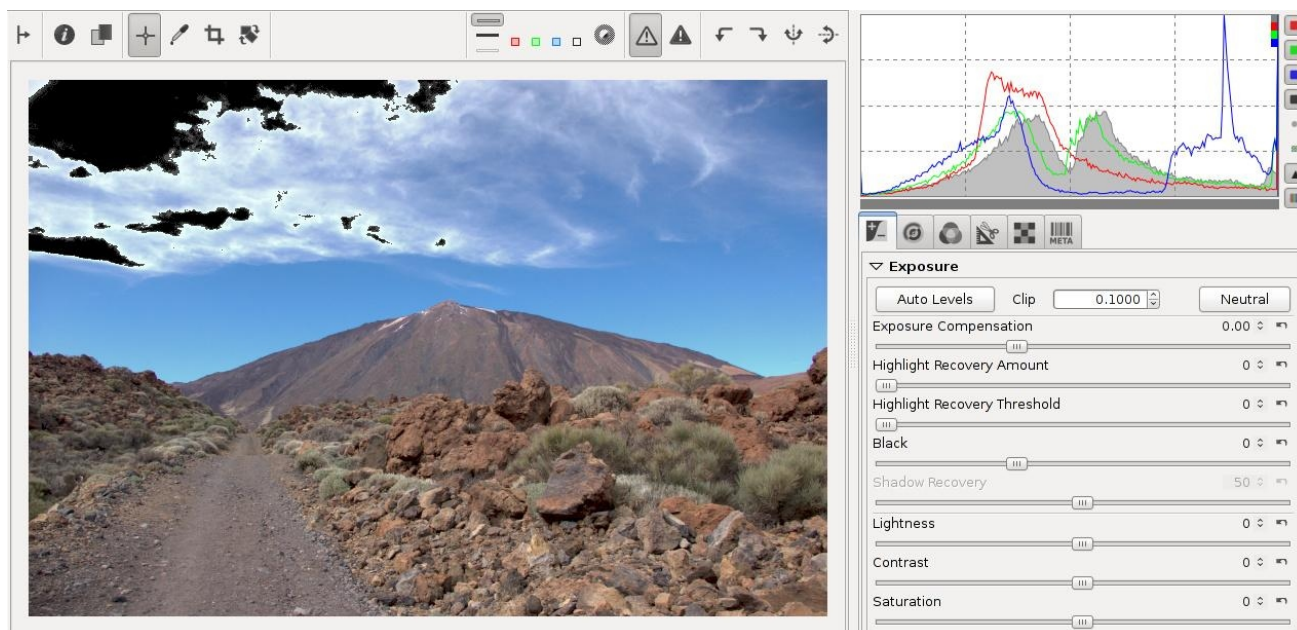 META
Exposure
Auto Levels Clip 0.1000 Neutral
Exposure Compensation 0.00
Highlight Recovery Amount 0
Highlight Recovery Threshold 0
Black 0
Shadow Recovery 50
Lightness 0
Contrast 0
Saturation 0